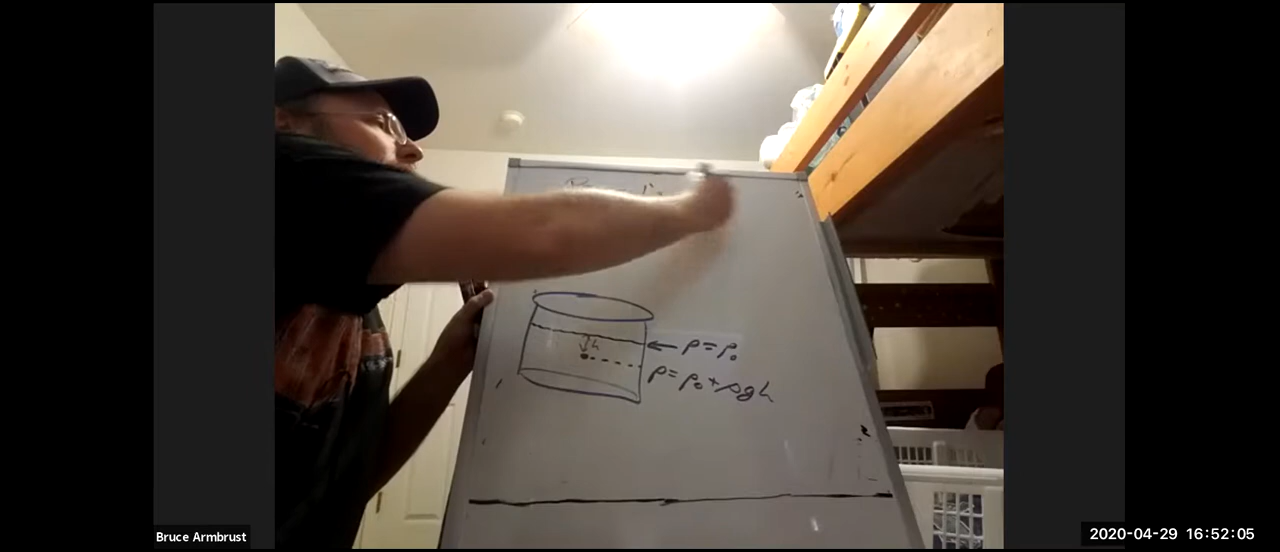 h
P = P₀
P = P₀ + ρgh
Bruce Armbrust
2020-04-29 16:52:05